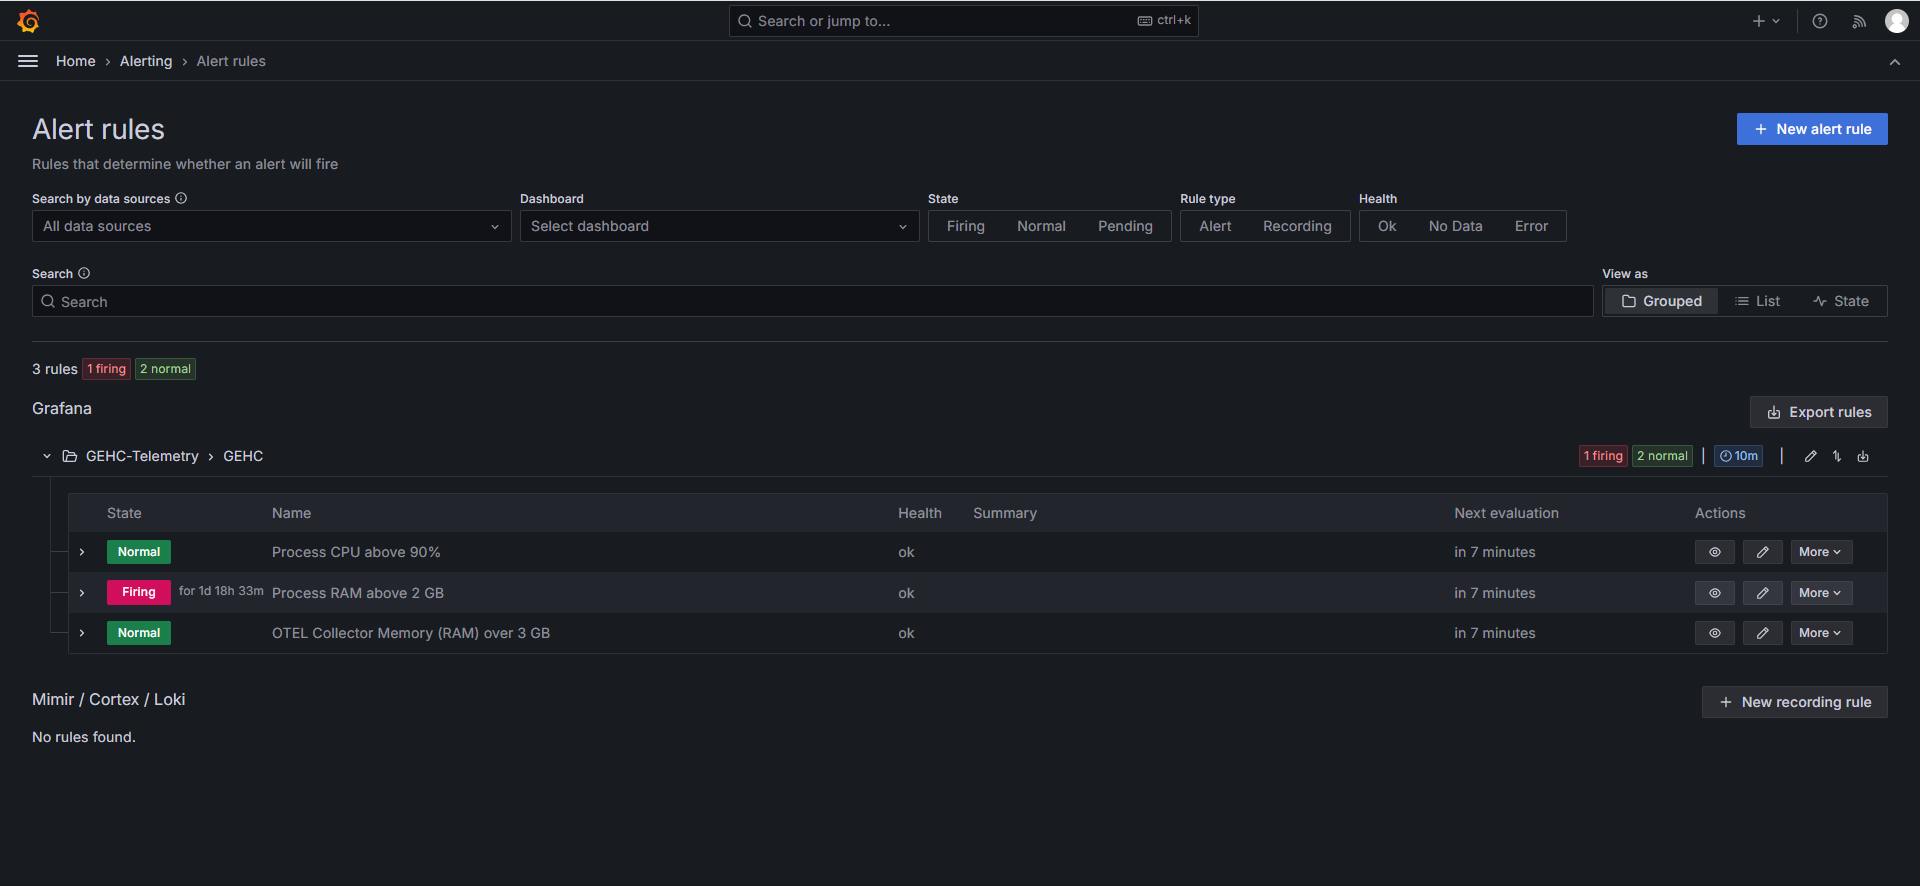 Search or jump to...
ctrl+k
Home › Alerting › Alert rules
Alert rules
New alert rule
Rules that determine whether an alert will fire
Search by data sources
All data sources
Dashboard
Select dashboard
State
Firing Normal Pending
Rule type
Alert Recording
Health
Ok No Data Error
Search
Search
View as
Grouped List State
3 rules 1 firing 2 normal
Grafana
Export rules
GEHC-Telemetry › GEHC
1 firing 2 normal | 10m |
State Name Health Summary Next evaluation Actions
Normal Process CPU above 90% ok in 7 minutes More
Firing for 1d 18h 33m Process RAM above 2 GB ok in 7 minutes More
Normal OTEL Collector Memory (RAM) over 3 GB ok in 7 minutes More
Mimir / Cortex / Loki
New recording rule
No rules found.